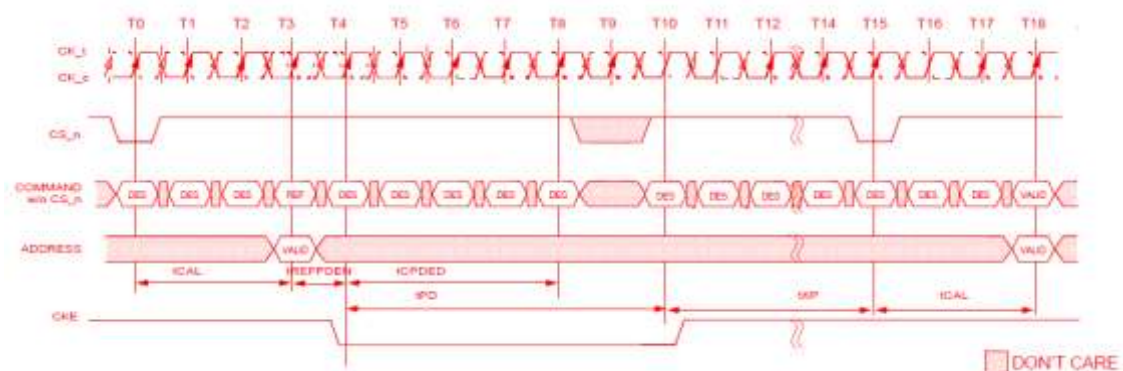 T0 T1 T2 T3 T4 T5 T6 T7 T8 T9 T10 T11 T12 T14 T15 T16 T17 T18
CK_t
CK_c
CS_n
COMMAND
w/o CS_n
DES DES DES REF DES DES DES DES DES DES DES DES DES DES DES DES VALID
ADDRESS
VALID VALID
tCAL tREFPDEN tCPDED
tPD tXP tCAL
CKE
DON'T CARE